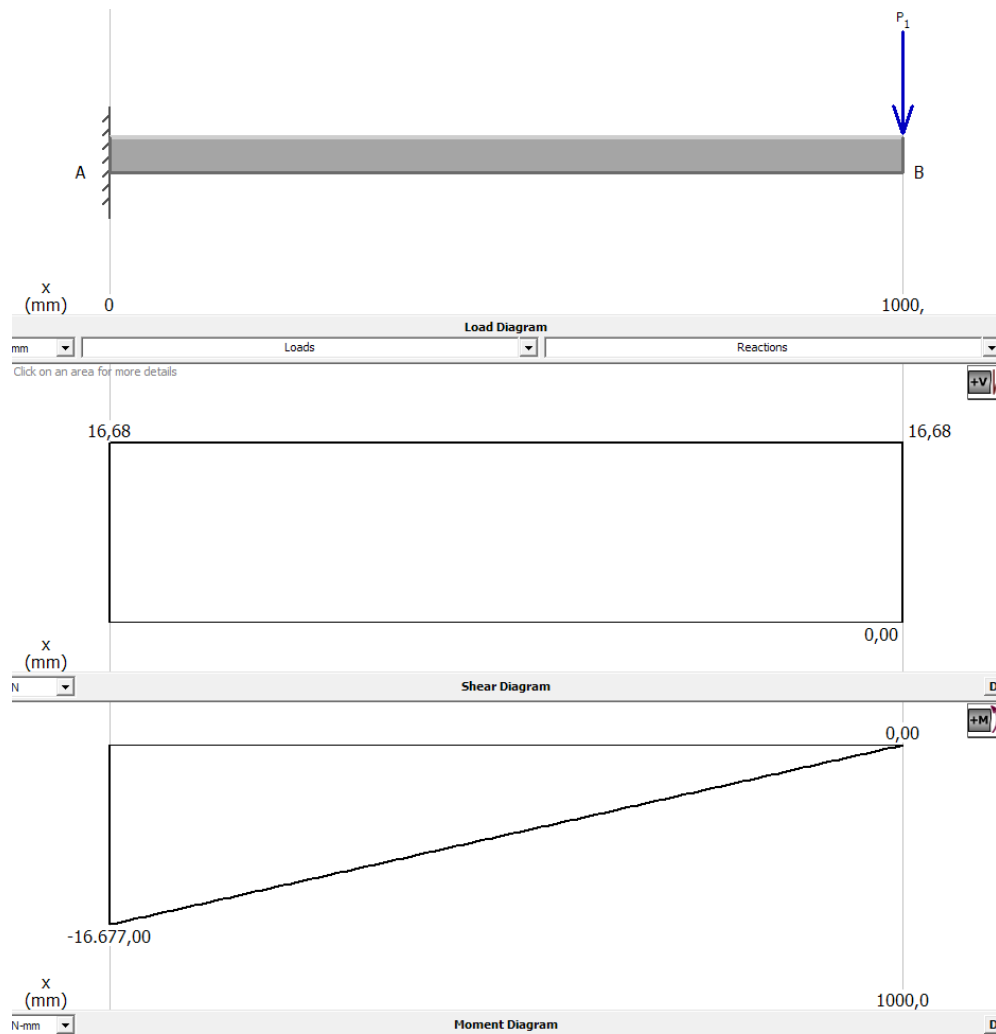 P1
A
B
x
(mm)
0
1000,
Load Diagram
mm
Loads
Reactions
Click on an area for more details
+V
16,68
16,68
0,00
x
(mm)
N
Shear Diagram
D
+M
0,00
-16.677,00
x
(mm)
1000,0
N-mm
Moment Diagram
D